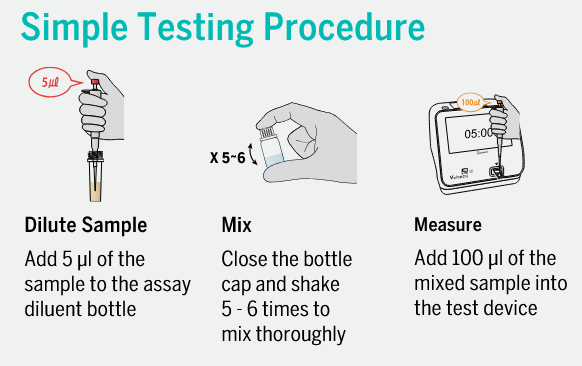 Simple Testing Procedure
5㎕
100㎕
05:00
X 5~6
Dilute Sample
Add 5 µl of the
sample to the assay
diluent bottle
Mix
Close the bottle
cap and shake
5 - 6 times to
mix thoroughly
Measure
Add 100 µl of the
mixed sample into
the test device